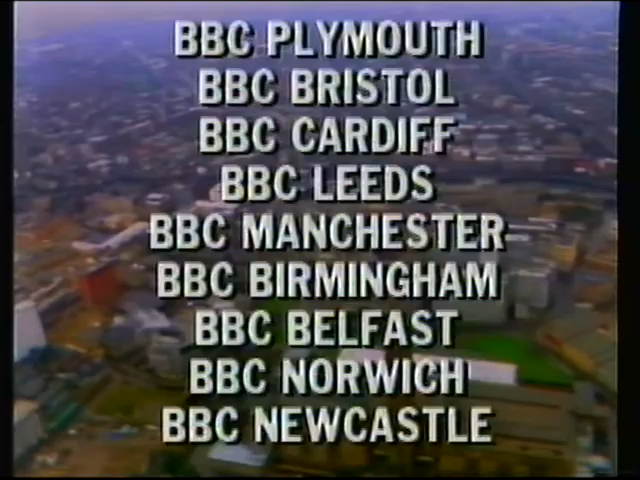 BBC PLYMOUTH
BBC BRISTOL
BBC CARDIFF
BBC LEEDS
BBC MANCHESTER
BBC BIRMINGHAM
BBC BELFAST
BBC NORWICH
BBC NEWCASTLE